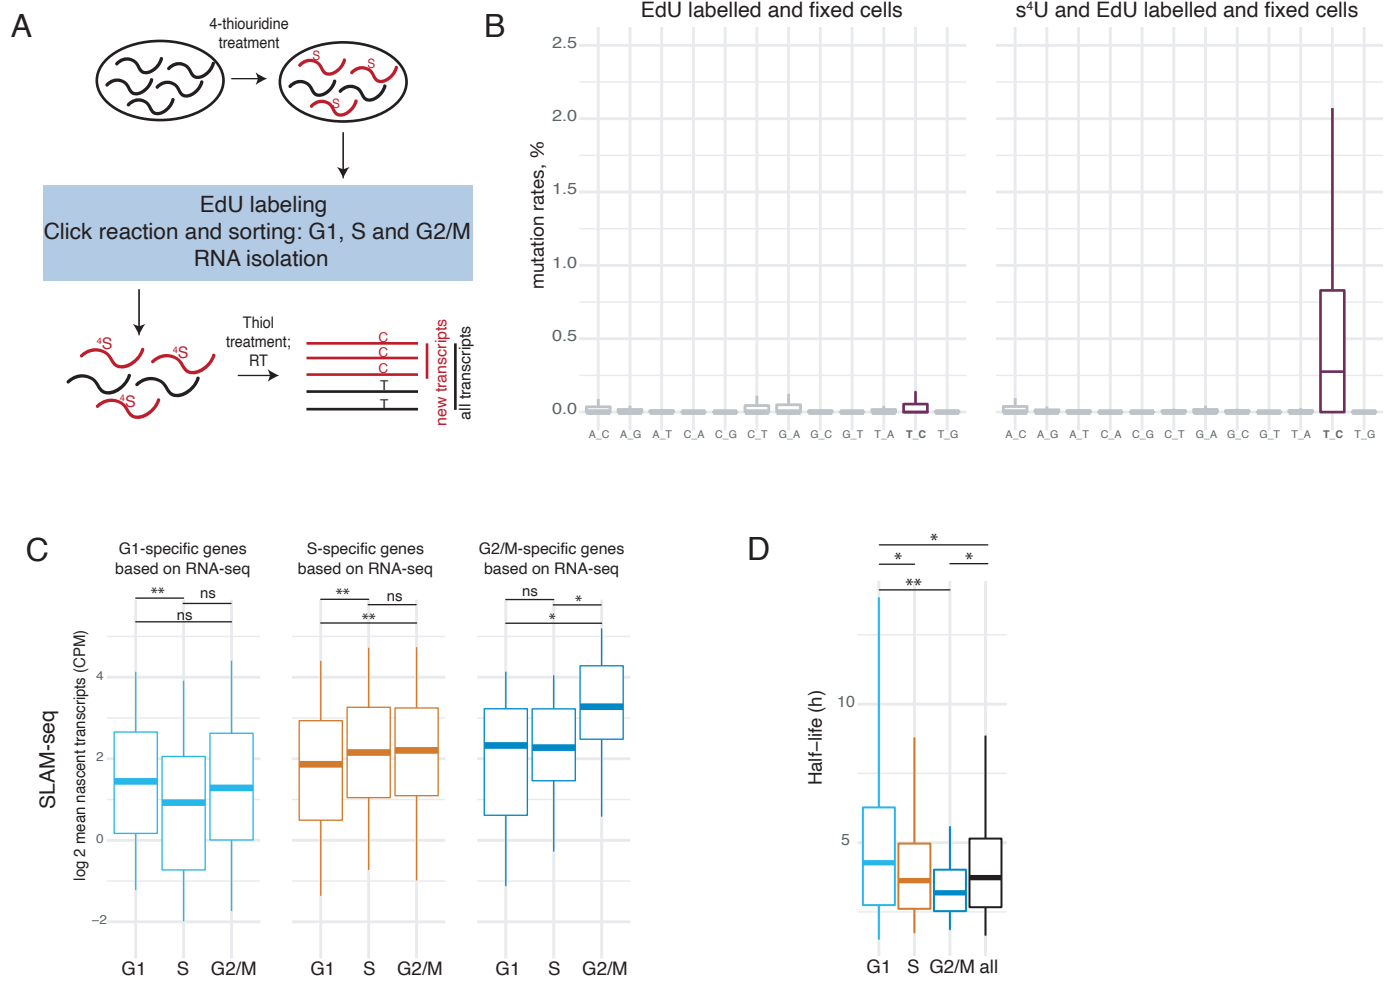 A
4-thiouridine
treatment
S
S
S
EdU labeling
Click reaction and sorting: G1, S and G2/M
RNA isolation
4S
4S
4S
Thiol
treatment;
RT
C
C
C
T
T
new transcripts
all transcripts
B
EdU labelled and fixed cells
s⁴U and EdU labelled and fixed cells
mutation rates, %
2.5
2.0
1.5
1.0
0.5
0.0
A_C A_G A_T C_A C_G C_T G_A G_C G_T T_A T_C T_G
A_C A_G A_T C_A C_G C_T G_A G_C G_T T_A T_C T_G
C
G1-specific genes
based on RNA-seq
S-specific genes
based on RNA-seq
G2/M-specific genes
based on RNA-seq
** ns
ns
** ns
**
ns *
*
SLAM-seq
log 2 mean nascent transcripts (CPM)
4
2
0
−2
G1 S G2/M
G1 S G2/M
G1 S G2/M
D
*
* *
**
Half−life (h)
10
5
G1 S G2/M all